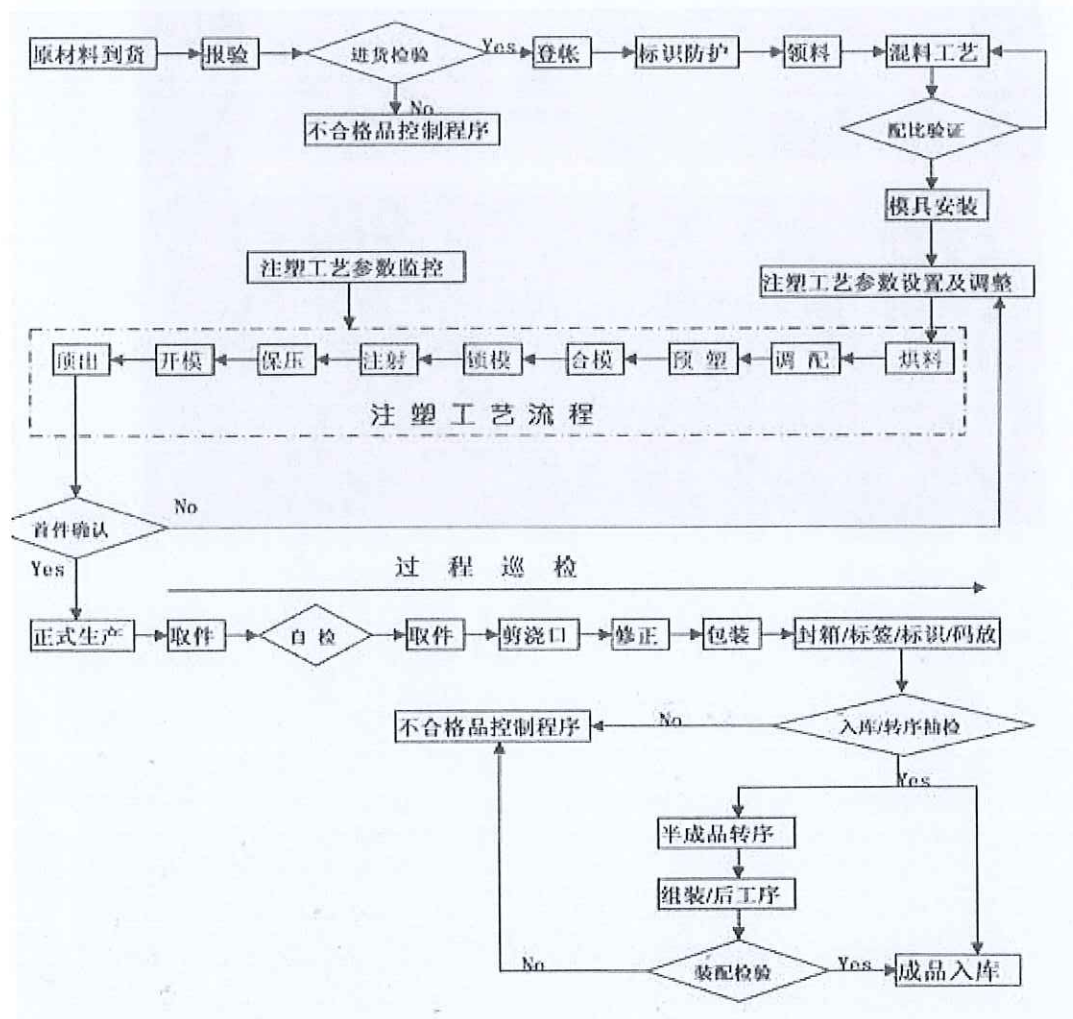 原材料到货
报验
进货检验
Yes
登帐
标识防护
领料
混料工艺
No
不合格品控制程序
配比验证
模具安装
注塑工艺参数监控
注塑工艺参数设置及调整
顶出
开模
保压
注射
锁模
合模
预 塑
调 配
烘料
注 塑 工 艺 流 程
No
首件确认
Yes
过 程 巡 检
正式生产
取件
自 检
取件
剪浇口
修正
包装
封箱/标签/标识/码放
不合格品控制程序
No
入库/转序抽检
Yes
半成品转序
组装/后工序
No
装配检验
Yes
成品入库